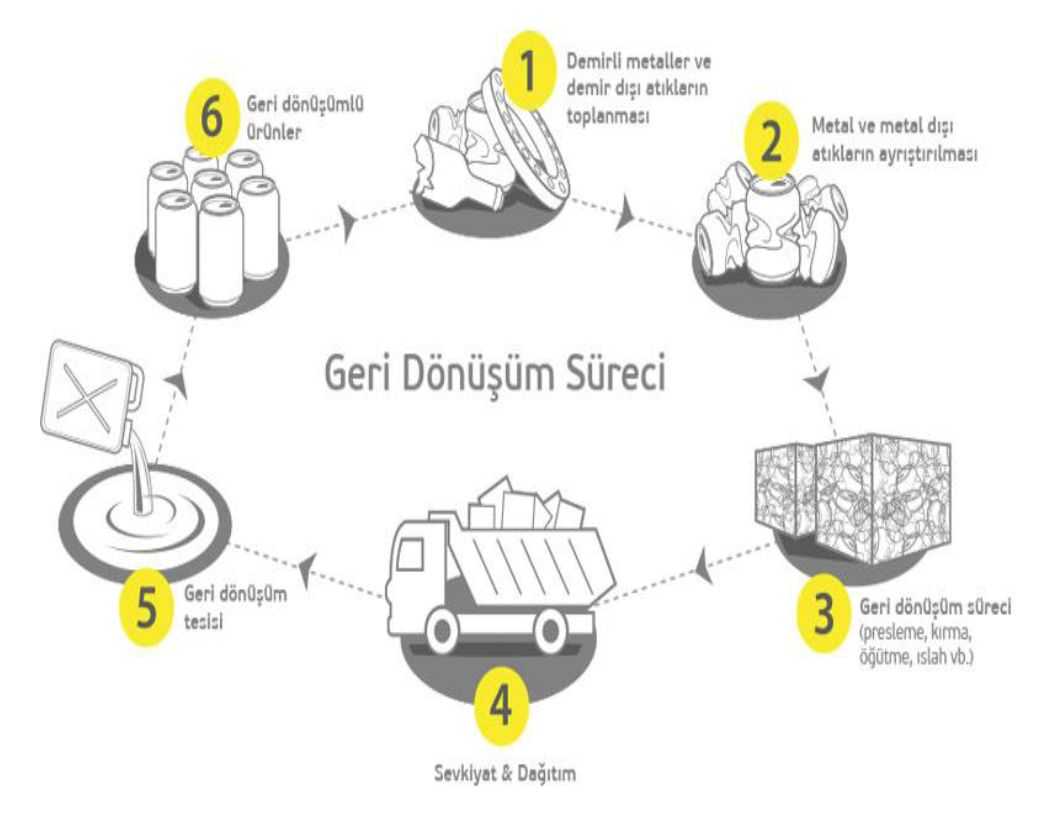 Geri Dönüşüm Süreci
1
Demirli metaller ve
demir dışı atıkların
toplanması
2
Metal ve metal dışı
atıkların ayrıştırılması
3
Geri dönüşüm süreci
(presleme, kırma,
öğütme, ıslah vb.)
4
Sevkiyat & Dağıtım
5
Geri dönüşüm
tesisi
6
Geri dönüşümlü
ürünler